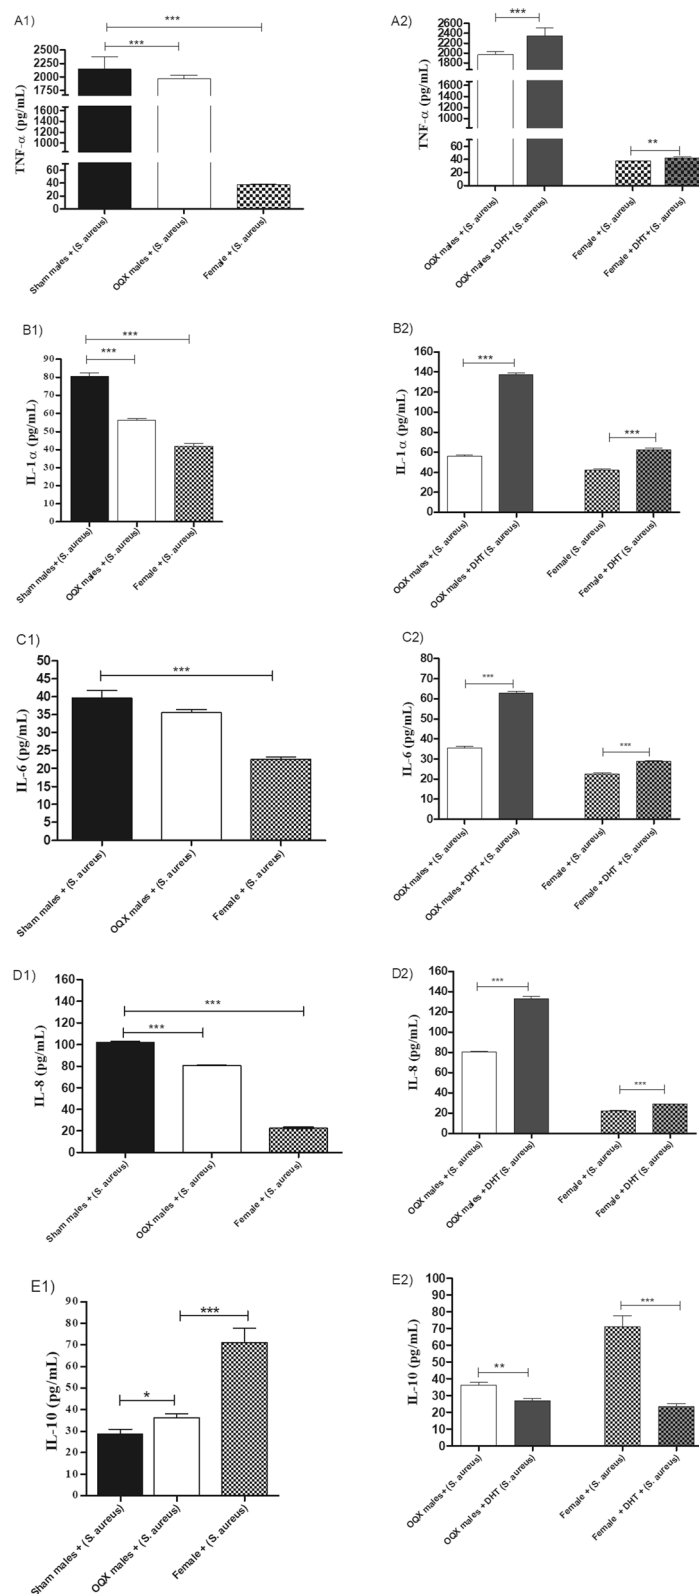 A1)
***
***
TNF-α (pg/mL)
2500
2250
2000
1750
1600
1400
1200
1000
60
40
20
0
Sham males + (S. aureus)
OQX males + (S. aureus)
Female + (S. aureus)
A2)
***
**
TNF-α (pg/mL)
2600
2400
2200
2000
1800
1600
1400
1200
1000
60
40
20
0
OQX males + (S. aureus)
OQX males + DHT + (S. aureus)
Female + (S. aureus)
Female + DHT + (S. aureus)
B1)
***
***
IL-1α (pg/mL)
90
80
70
60
50
40
30
20
10
0
Sham males+ (S. aureus)
OQX males + (S. aureus)
Female + (S. aureus)
B2)
***
***
IL-1α (pg/mL)
160
140
120
100
80
60
40
20
0
OQX males + (S. aureus)
OQX males + DHT (S. aureus)
Female (S. aureus)
Female + DHT (S. aureus)
C1)
***
IL-6 (pg/mL)
50
45
40
35
30
25
20
15
10
5
0
Sham males + (S. aureus)
OQX males + (S. aureus)
Female + (S. aureus)
C2)
***
***
IL-6 (pg/mL)
80
70
60
50
40
30
20
10
0
OQX males + (S. aureus)
OQX males + DHT + (S. aureus)
Female + (S. aureus)
Female + DHT + (S. aureus)
D1)
***
***
IL-8 (pg/mL)
160
140
120
100
80
60
40
20
0
Sham males + (S. aureus)
OQX males + (S. aureus)
Female + (S. aureus)
D2)
***
***
IL-8 (pg/mL)
160
140
120
100
80
60
40
20
0
OQX males + (S. aureus)
OQX males + DHT (S. aureus)
Female + (S. aureus)
Female + DHT (S. aureus)
E1)
***
*
IL-10 (pg/mL)
90
80
70
60
50
40
30
20
10
0
Sham males + (S. aureus)
OQX males + (S. aureus)
Female + (S. aureus)
E2)
***
**
IL-10 (pg/mL)
100
90
80
70
60
50
40
30
20
10
0
OQX males + (S. aureus)
OQX males + DHT (S. aureus)
Female + (S. aureus)
Female + DHT + (S. aureus)